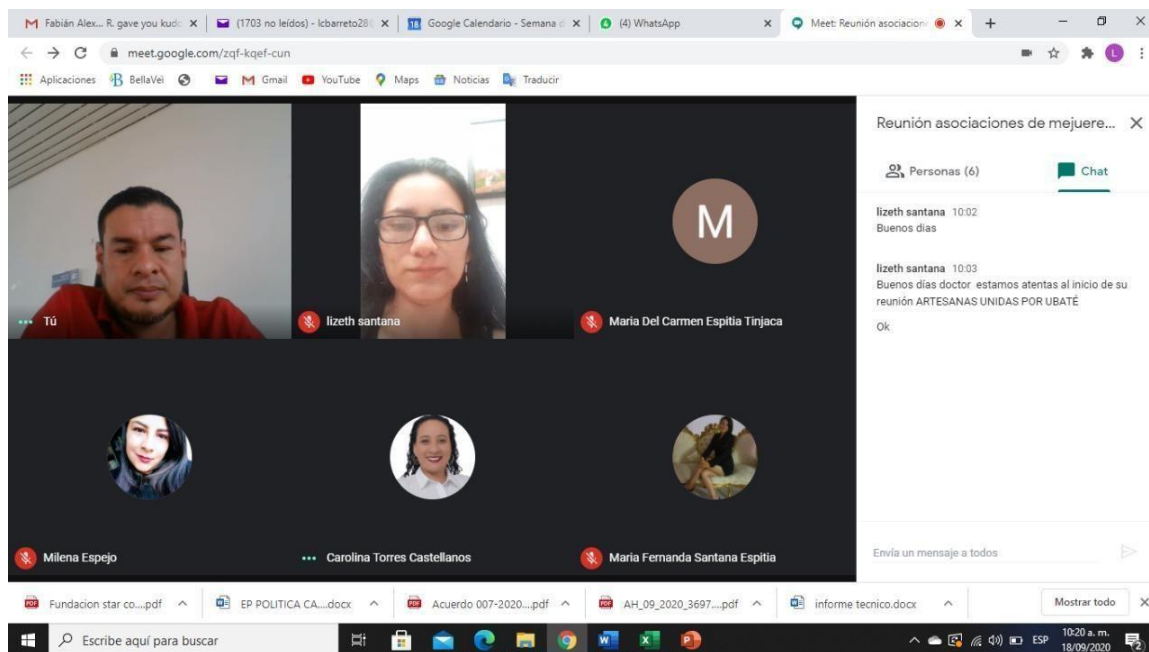 Fabián Alex... R. gave you kudo
(1703 no leídos) - lcbarreto28
18
Google Calendario - Semana d
(4) WhatsApp
Meet: Reunión asociacion
meet.google.com/zqf-kqef-cun
L
Aplicaciones
BellaVei
Gmail
YouTube
Maps
Noticias
Traducir
Tú
lizeth santana
M
Maria Del Carmen Espitia Tinjaca
Milena Espejo
Carolina Torres Castellanos
Maria Fernanda Santana Espitia
Reunión asociaciones de mejuere...
Personas (6)
Chat
lizeth santana 10:02
Buenos dias
lizeth santana 10:03
Buenos días doctor estamos atentas al inicio de su
reunión ARTESANAS UNIDAS POR UBATÉ
Ok
Envía un mensaje a todos
Fundacion star co....pdf
EP POLITICA CA....docx
Acuerdo 007-2020....pdf
AH_09_2020_3697....pdf
informe tecnico.docx
Mostrar todo
Escribe aquí para buscar
ESP
10:20 a. m.
18/09/2020
2